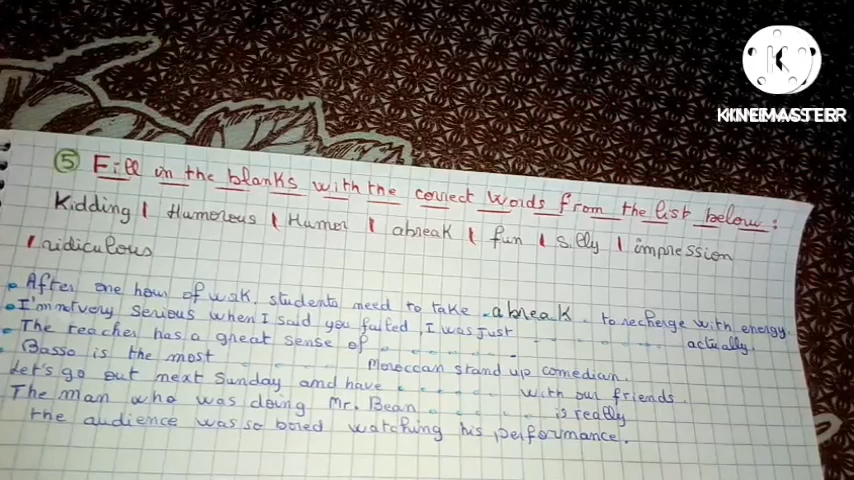 KINEMASTER
5 Fill in the blanks with the correct words from the list below :
Kidding | Humorous | Humor | abreak | fun | silly | impression
| ridiculous
• After one hour of wok. students need to take .abreak. to recherge with energy.
• I'm not very serious when I said you failed, I was just ............ actually.
• The teacher has a great sense of ............
• Basso is the most ............ Moroccan stand up comedian.
Let's go out next Sunday and have ............ with our friends.
The man who was doing Mr. Bean ............ is really
the audience was so bored watching his performance.